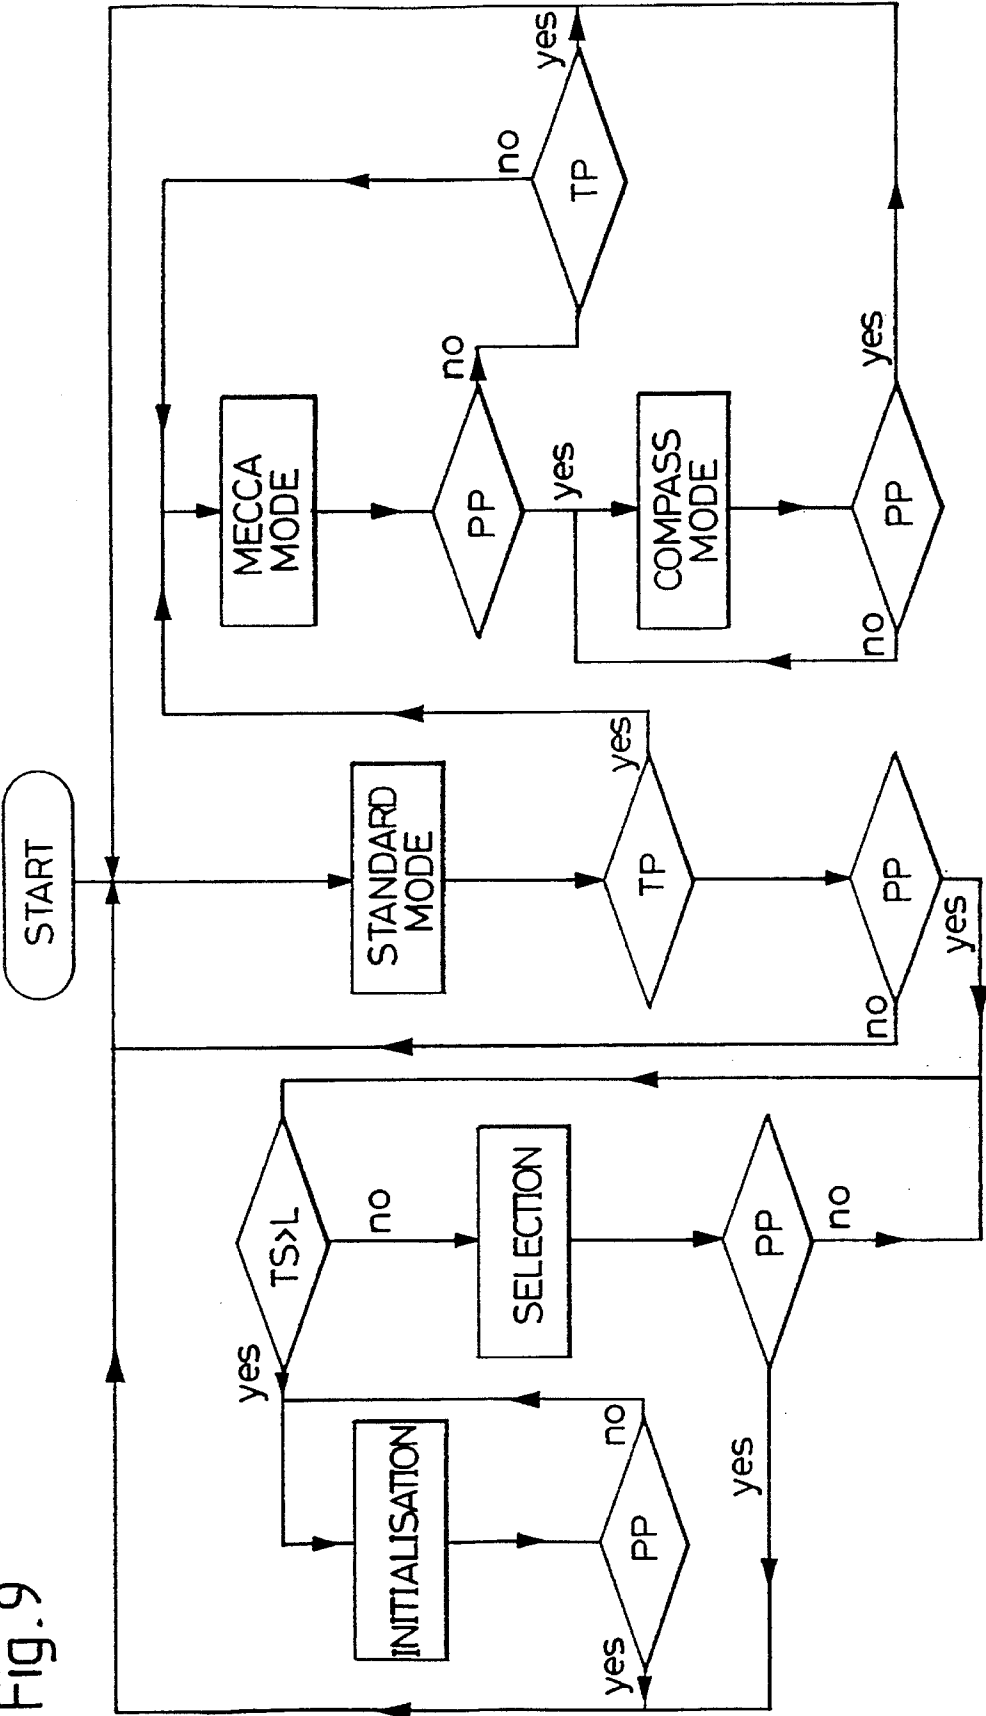 Fig. 9
START
STANDARD
MODE
TP
yes
PP
no
yes
TS>L
yes
no
INITIALISATION
PP
no
yes
SELECTION
PP
yes
no
MECCA
MODE
PP
no
yes
TP
no
yes
COMPASS
MODE
PP
no
yes